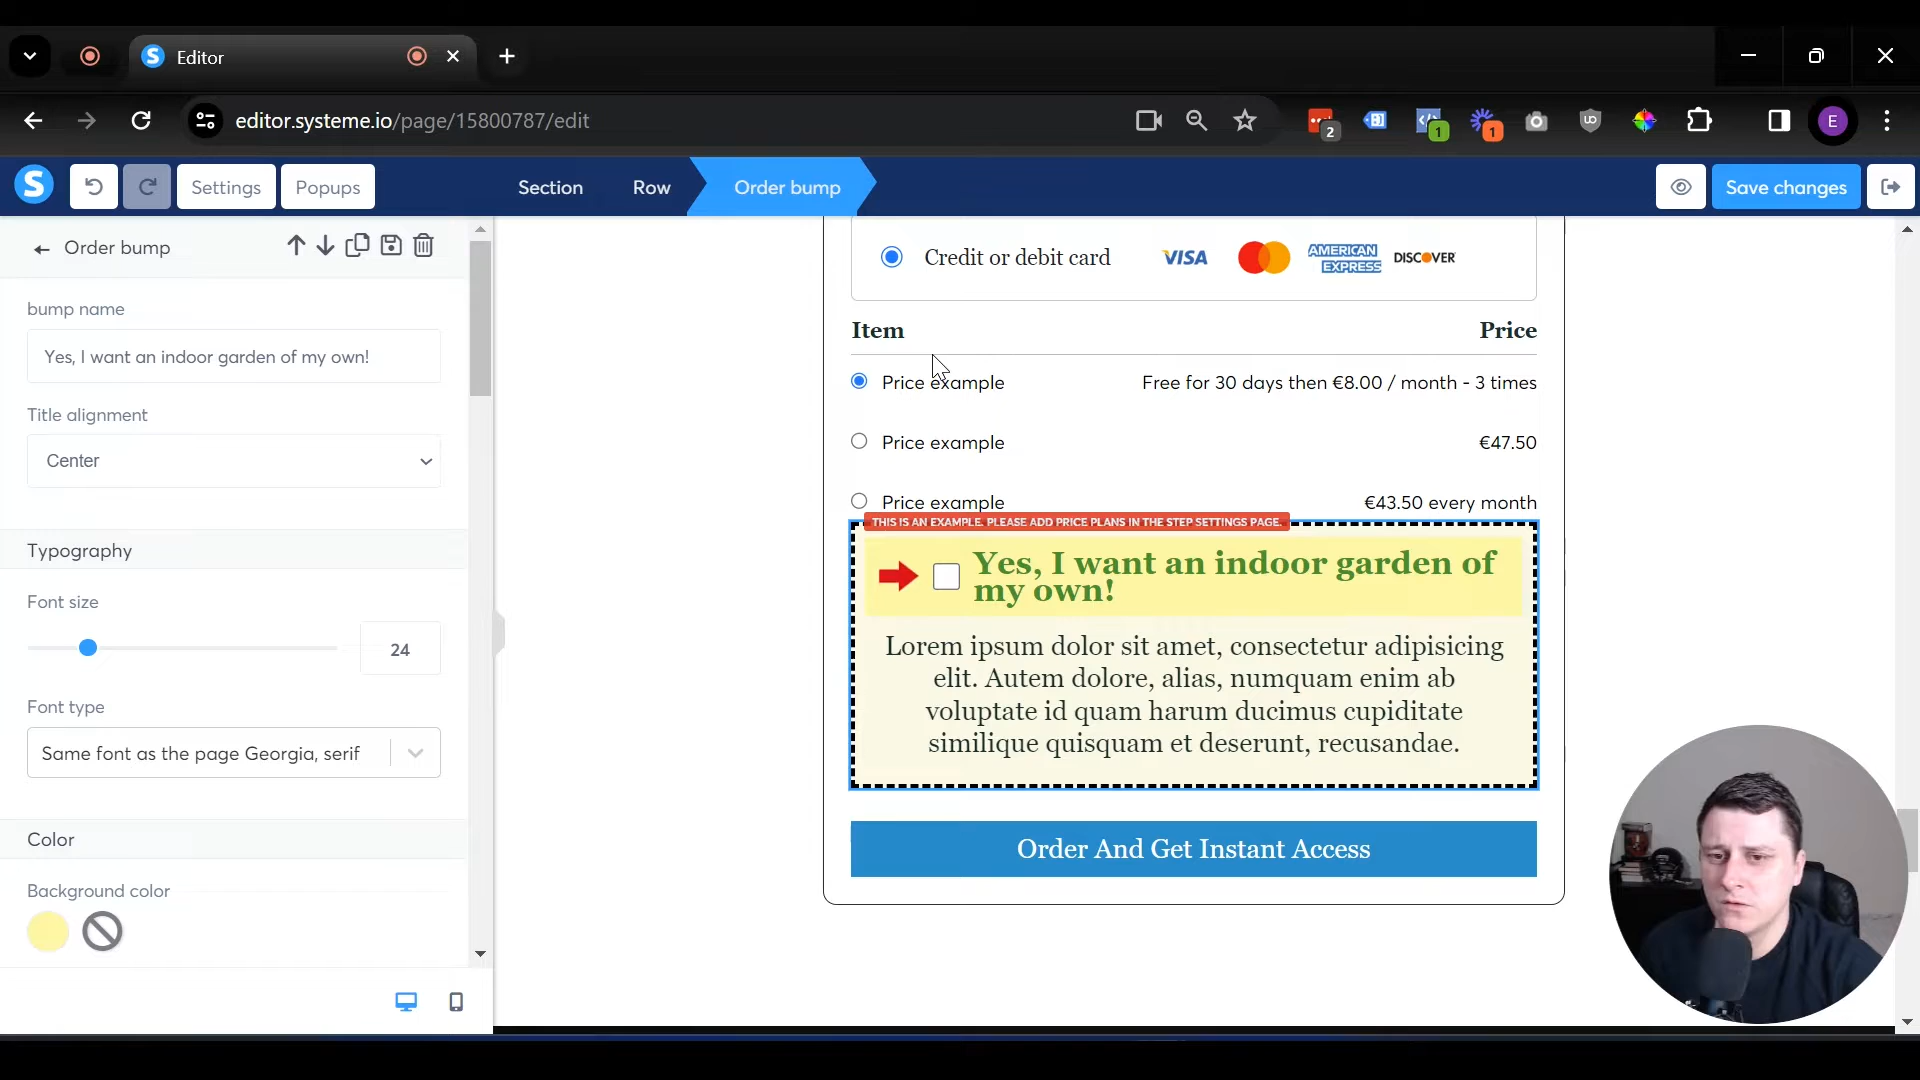 Editor
editor.systeme.io/page/15800787/edit
2
1
1
E
S
Settings
Popups
Section
Row
Order bump
Save changes
Order bump
bump name
Yes, I want an indoor garden of my own!
Title alignment
Center
Typography
Font size
24
Font type
Same font as the page Georgia, serif
Color
Background color
Credit or debit card
VISA
AMERICAN
EXPRESS
DISCOVER
Item
Price
Price example
Free for 30 days then €8.00 / month - 3 times
Price example
€47.50
Price example
€43.50 every month
THIS IS AN EXAMPLE. PLEASE ADD PRICE PLANS IN THE STEP SETTINGS PAGE.
Yes, I want an indoor garden of
my own!
Lorem ipsum dolor sit amet, consectetur adipisicing
elit. Autem dolore, alias, numquam enim ab
voluptate id quam harum ducimus cupiditate
similique quisquam et deserunt, recusandae.
Order And Get Instant Access